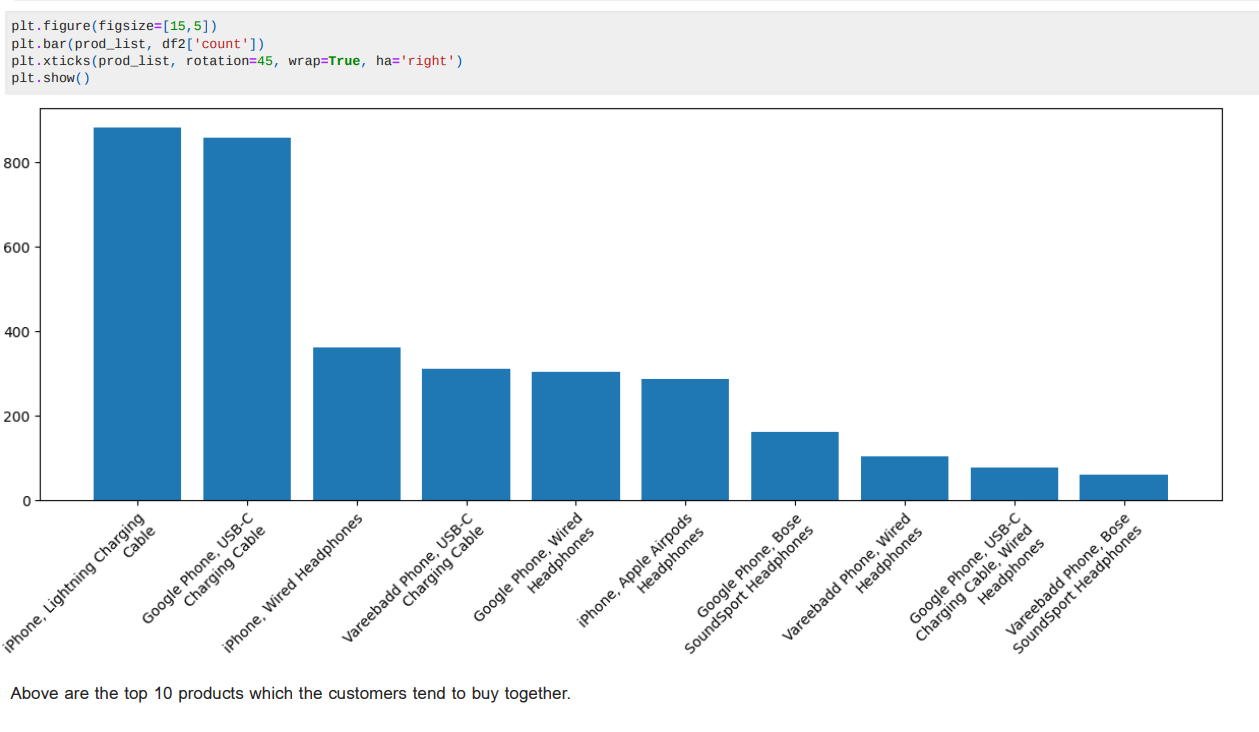 plt.figure(figsize=[15,5])
plt.bar(prod_list, df2['count'])
plt.xticks(prod_list, rotation=45, wrap=True, ha='right')
plt.show()
800
600
400
200
0
iPhone, Lightning Charging
Cable
Google Phone, USB-C
Charging Cable
iPhone, Wired Headphones
Vareebadd Phone, USB-C
Charging Cable
Google Phone, Wired
Headphones
iPhone, Apple Airpods
Headphones
Google Phone, Bose
SoundSport Headphones
Vareebadd Phone, Wired
Headphones
Google Phone, USB-C
Charging Cable, Wired
Headphones
Vareebadd Phone, Bose
SoundSport Headphones
Above are the top 10 products which the customers tend to buy together.